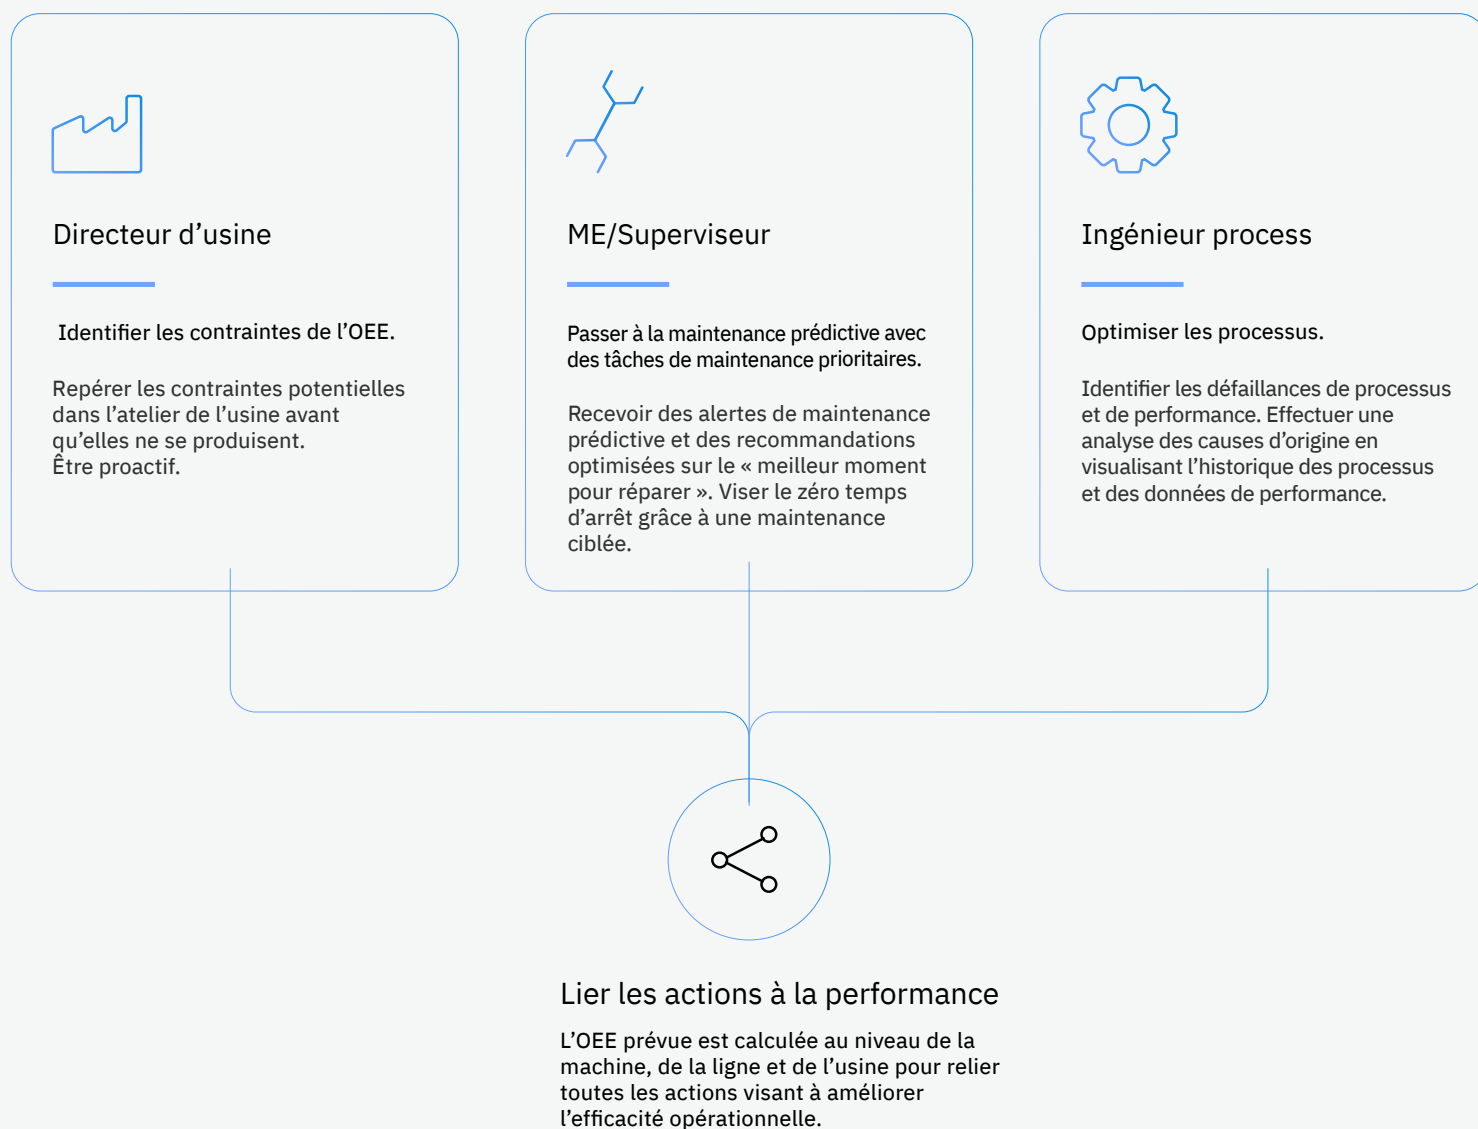 Directeur d’usine
Identifier les contraintes de l’OEE.
Repérer les contraintes potentielles
dans l’atelier de l’usine avant
qu’elles ne se produisent.
Être proactif.
ME/Superviseur
Passer à la maintenance prédictive avec
des tâches de maintenance prioritaires.
Recevoir des alertes de maintenance
prédictive et des recommandations
optimisées sur le « meilleur moment
pour réparer ». Viser le zéro temps
d’arrêt grâce à une maintenance
ciblée.
Ingénieur process
Optimiser les processus.
Identifier les défaillances de processus
et de performance. Effectuer une
analyse des causes d’origine en
visualisant l’historique des processus
et des données de performance.
Lier les actions à la performance
L’OEE prévue est calculée au niveau de la
machine, de la ligne et de l’usine pour relier
toutes les actions visant à améliorer
l’efficacité opérationnelle.